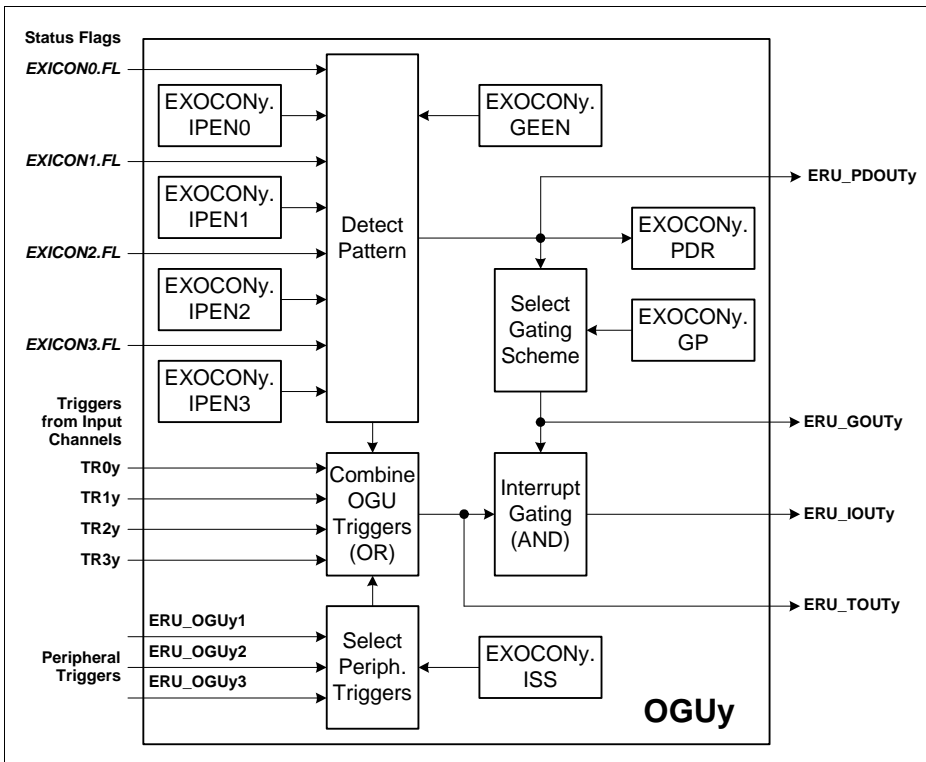 Status Flags
EXICON0.FL
EXOCONy.
IPEN0
EXICON1.FL
EXOCONy.
IPEN1
EXICON2.FL
EXOCONy.
IPEN2
EXICON3.FL
EXOCONy.
IPEN3
Detect
Pattern
EXOCONy.
GEEN
ERU_PDOUTy
EXOCONy.
PDR
Select
Gating
Scheme
EXOCONy.
GP
ERU_GOUTy
Triggers
from Input
Channels
TR0y
TR1y
TR2y
TR3y
Combine
OGU
Triggers
(OR)
Interrupt
Gating
(AND)
ERU_IOUTy
ERU_TOUTy
Peripheral
Triggers
ERU_OGUy1
ERU_OGUy2
ERU_OGUy3
Select
Periph.
Triggers
EXOCONy.
ISS
OGUy